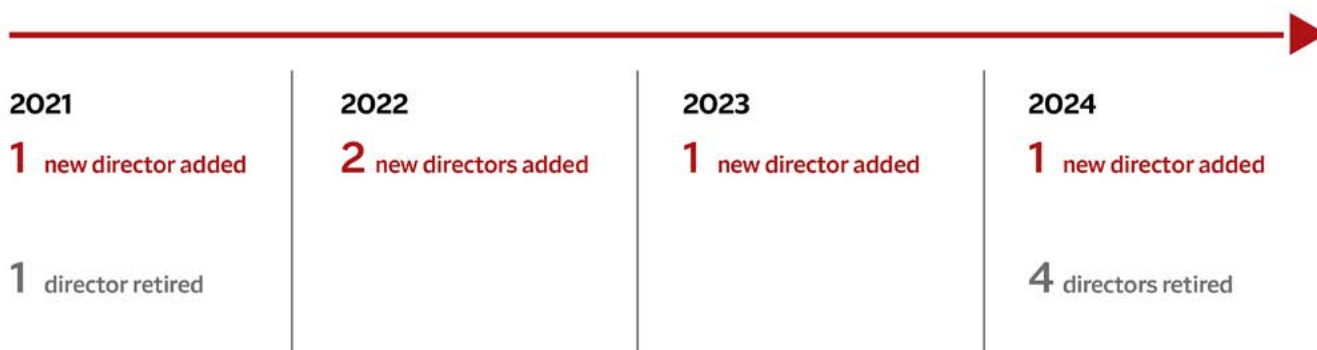 2021
1 new director added
1 director retired
2022
2 new directors added
2023
1 new director added
2024
1 new director added
4 directors retired